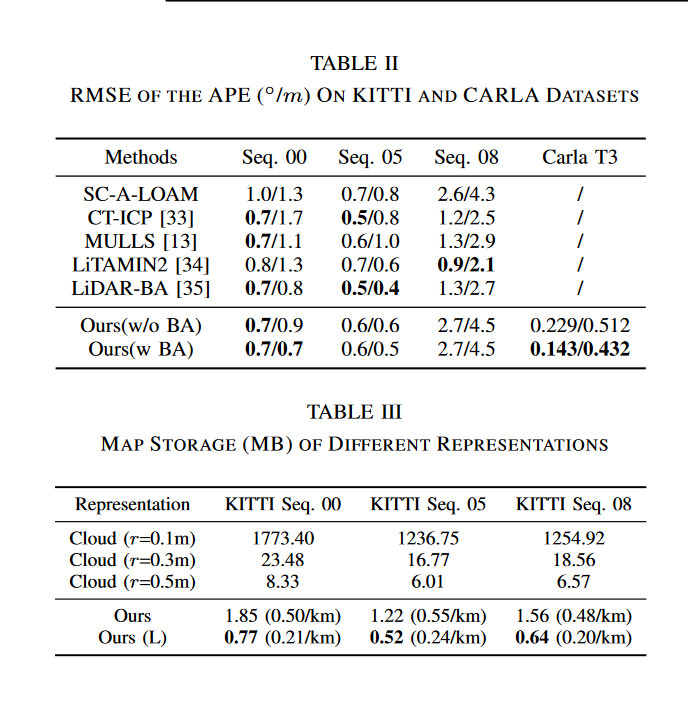 TABLE II
RMSE OF THE APE (°/m) ON KITTI AND CARLA DATASETS
Methods Seq. 00 Seq. 05 Seq. 08 Carla T3
SC-A-LOAM 1.0/1.3 0.7/0.8 2.6/4.3 /
CT-ICP [33] 0.7/1.7 0.5/0.8 1.2/2.5 /
MULLS [13] 0.7/1.1 0.6/1.0 1.3/2.9 /
LiTAMIN2 [34] 0.8/1.3 0.7/0.6 0.9/2.1 /
LiDAR-BA [35] 0.7/0.8 0.5/0.4 1.3/2.7 /
Ours(w/o BA) 0.7/0.9 0.6/0.6 2.7/4.5 0.229/0.512
Ours(w BA) 0.7/0.7 0.6/0.5 2.7/4.5 0.143/0.432
TABLE III
MAP STORAGE (MB) OF DIFFERENT REPRESENTATIONS
Representation KITTI Seq. 00 KITTI Seq. 05 KITTI Seq. 08
Cloud (r=0.1m) 1773.40 1236.75 1254.92
Cloud (r=0.3m) 23.48 16.77 18.56
Cloud (r=0.5m) 8.33 6.01 6.57
Ours 1.85 (0.50/km) 1.22 (0.55/km) 1.56 (0.48/km)
Ours (L) 0.77 (0.21/km) 0.52 (0.24/km) 0.64 (0.20/km)